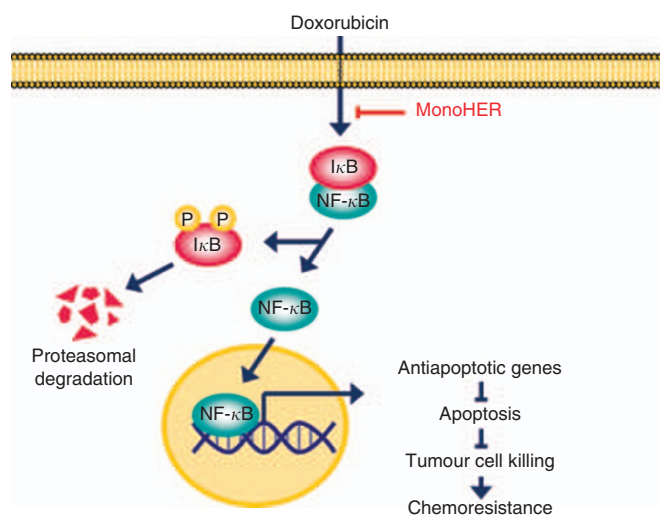 Doxorubicin
MonoHER
IκB
NF-κB
P P
IκB
NF-κB
Proteasomal
degradation
NF-κB
Antiapoptotic genes
Apoptosis
Tumour cell killing
Chemoresistance